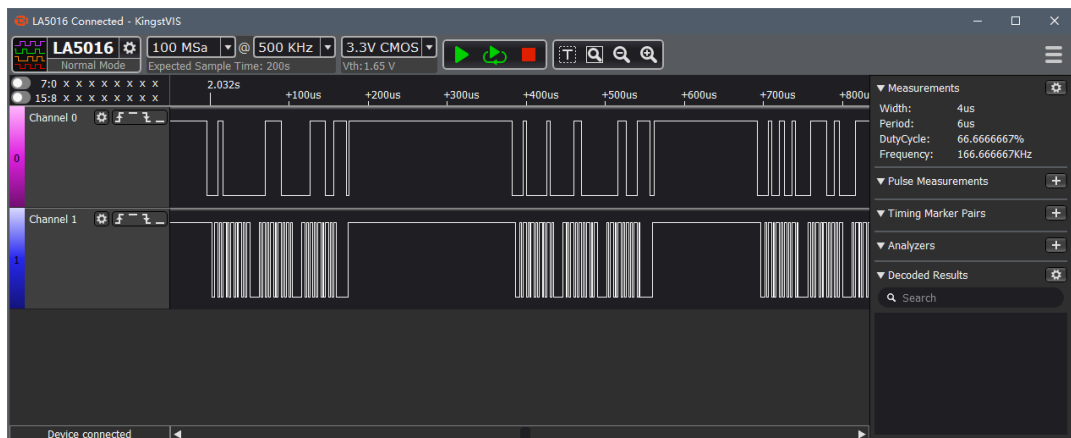 LA5016 Connected - KingstVIS
LA5016 100 MSa @ 500 KHz 3.3V CMOS
Normal Mode Expected Sample Time: 200s Vth:1.65 V
7:0 x x x x x x x x
15:8 x x x x x x x x
2.032s
+100us +200us +300us +400us +500us +600us +700us +800u
Channel 0
0
Channel 1
1
Measurements
Width: 4us
Period: 6us
DutyCycle: 66.6666667%
Frequency: 166.666667KHz
Pulse Measurements
Timing Marker Pairs
Analyzers
Decoded Results
Search
Device connected